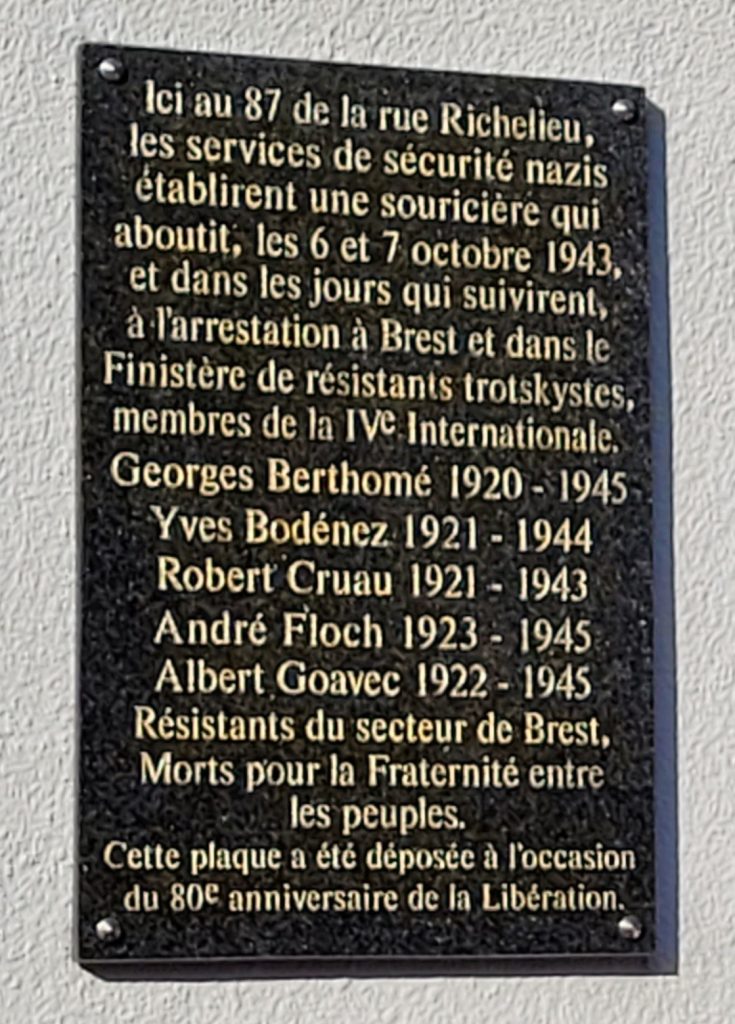 Ici au 87 de la rue Richelieu,
les services de sécurité nazis
établirent une souricière qui
aboutit, les 6 et 7 octobre 1943,
et dans les jours qui suivirent,
à l'arrestation à Brest et dans le
Finistère de résistants trotskystes,
membres de la IVe Internationale.
Georges Berthomé 1920 - 1945
Yves Bodénez 1921 - 1944
Robert Cruau 1921 - 1943
André Floch 1923 - 1945
Albert Goavec 1922 - 1945
Résistants du secteur de Brest,
Morts pour la Fraternité entre
les peuples.
Cette plaque a été déposée à l'occasion
du 80e anniversaire de la Libération.